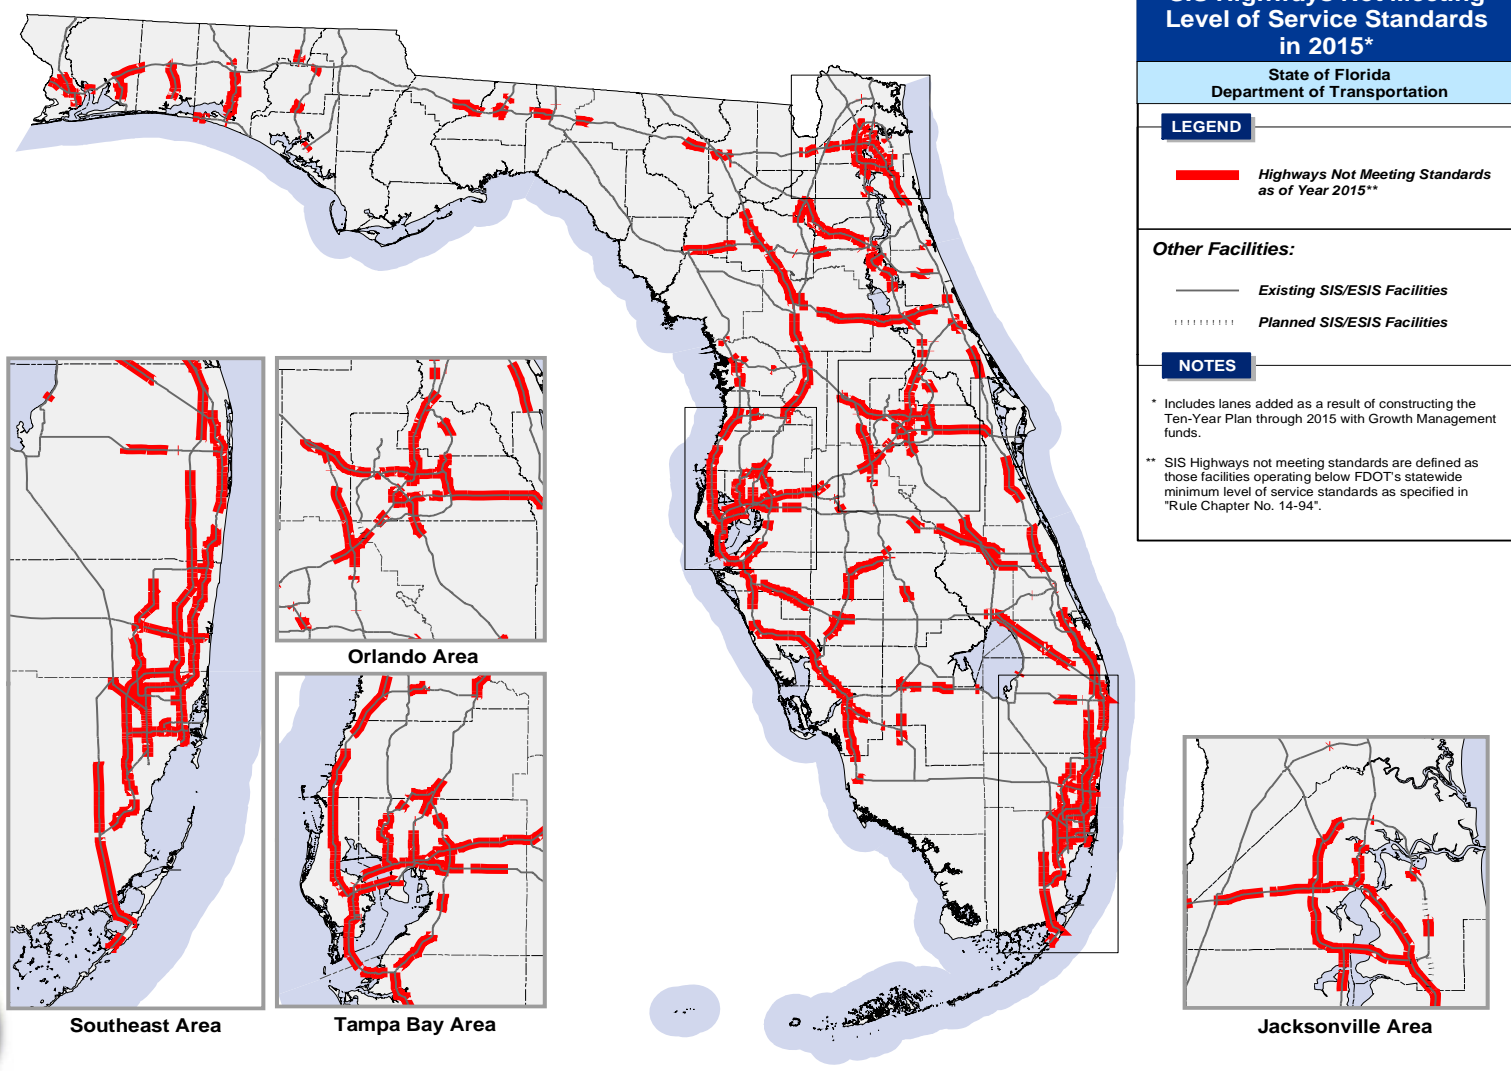 SIS Highways Not Meeting
Level of Service Standards
in 2015*
State of Florida
Department of Transportation
LEGEND
Highways Not Meeting Standards
as of Year 2015**
Other Facilities:
Existing SIS/ESIS Facilities
Planned SIS/ESIS Facilities
NOTES
* Includes lanes added as a result of constructing the
Ten-Year Plan through 2015 with Growth Management
funds.
** SIS Highways not meeting standards are defined as
those facilities operating below FDOT's statewide
minimum level of service standards as specified in
"Rule Chapter No. 14-94".
Orlando Area
Southeast Area
Tampa Bay Area
Jacksonville Area